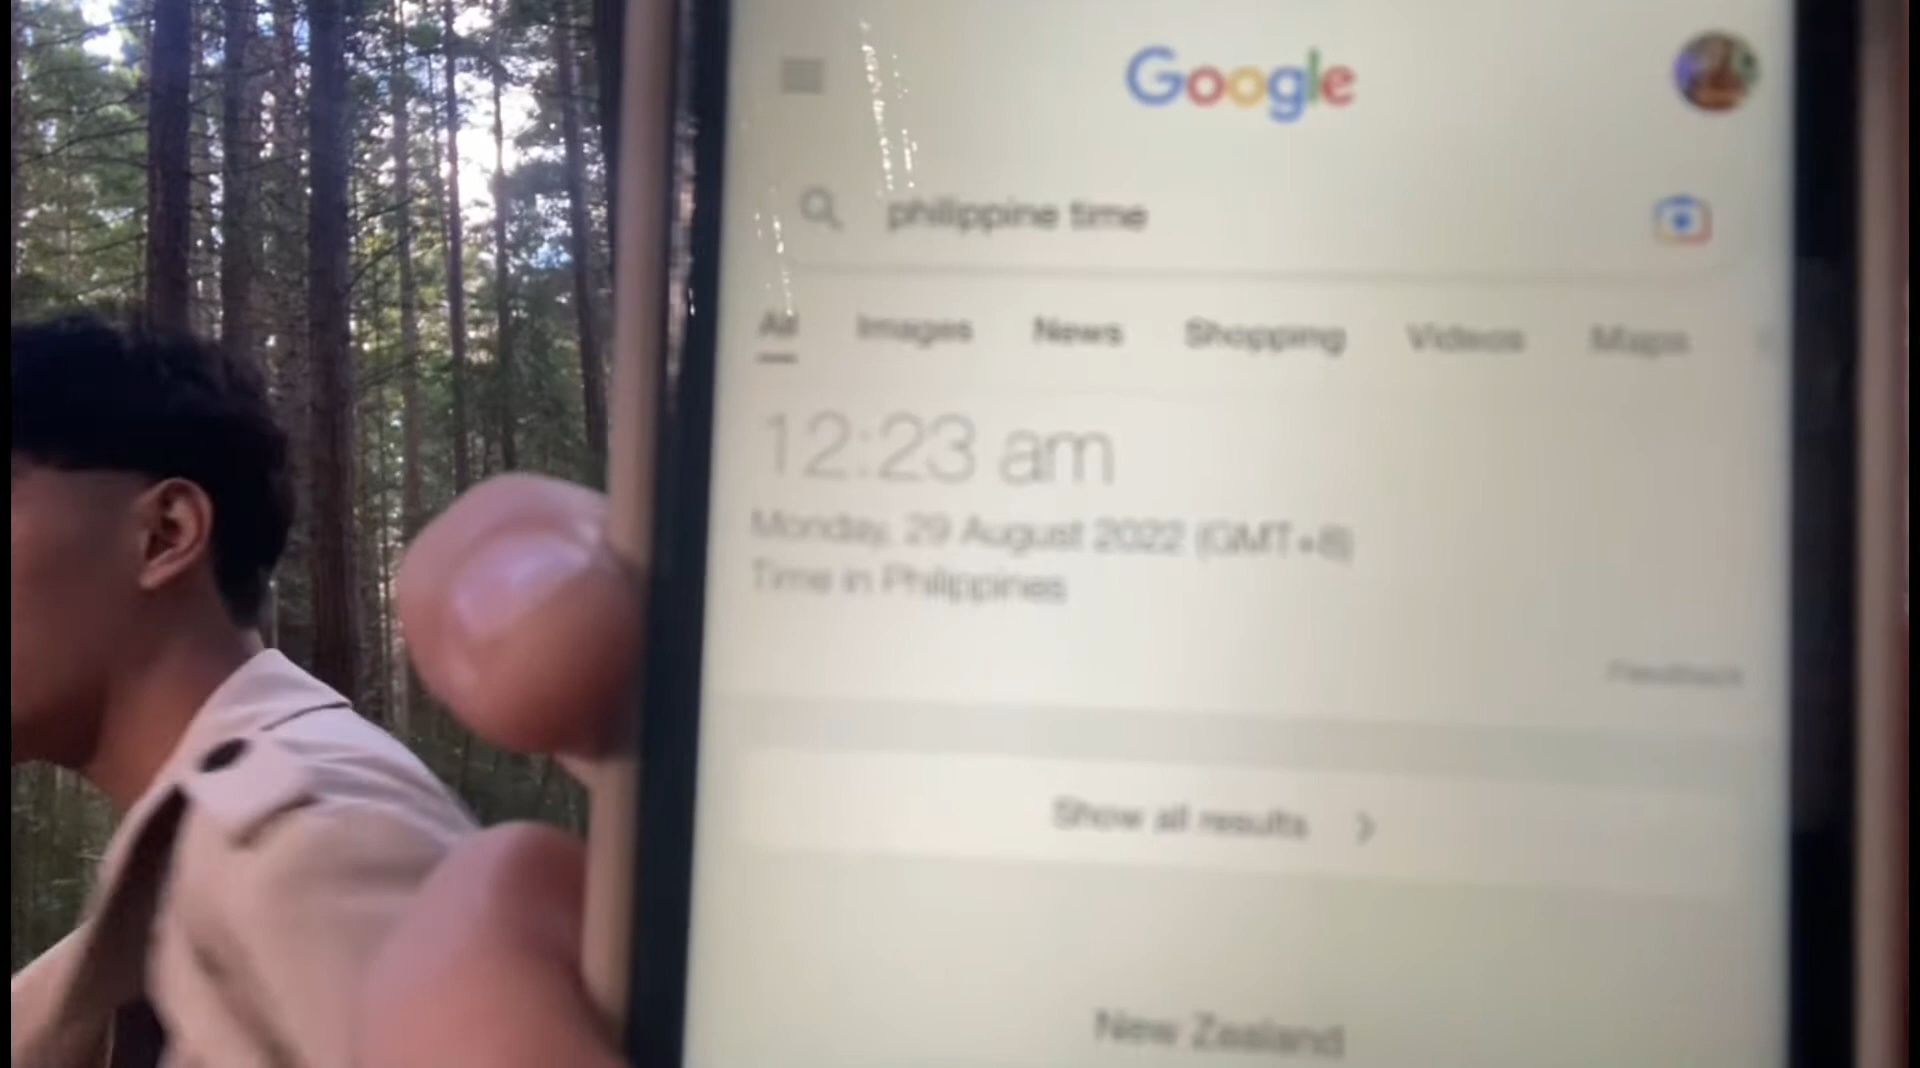 Google
philippine time
All Images News Shopping Videos Maps
12:23 am
Monday, 29 August 2022 (GMT+8)
Time in Philippines
Feedback
Show all results
New Zealand